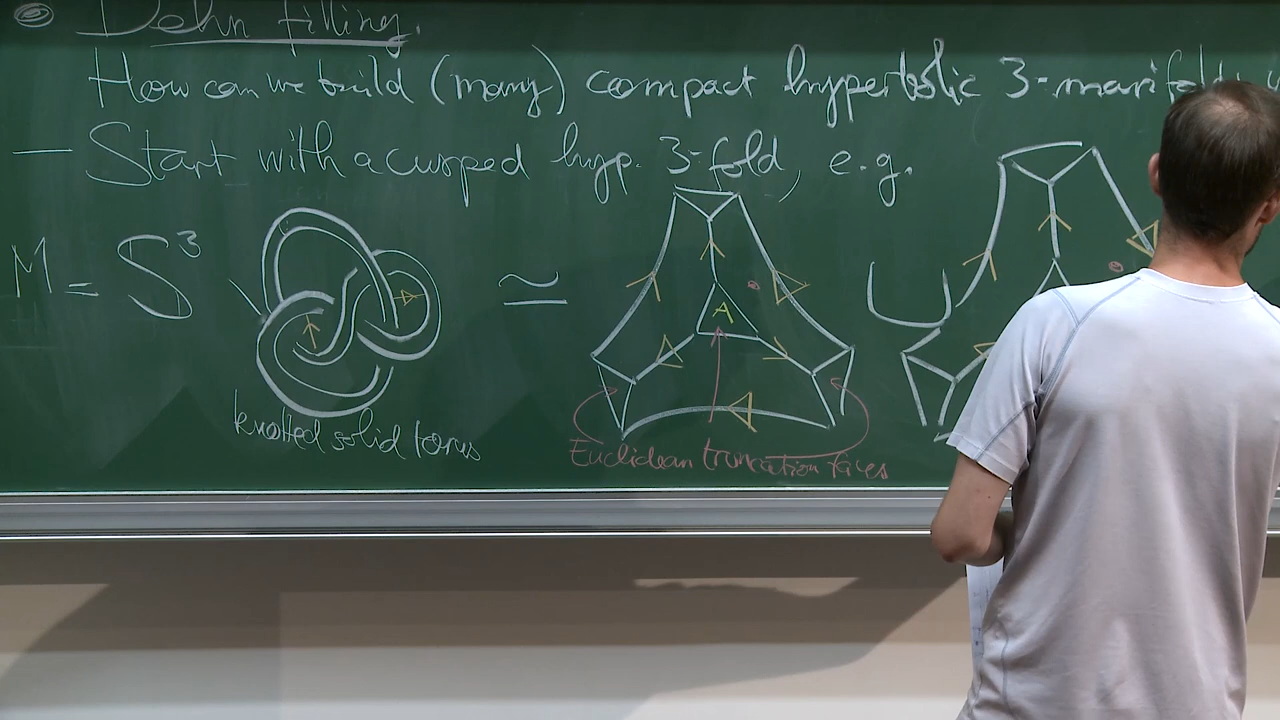 Dehn filling.
How can we build (many) compact hyperbolic 3-manifolds
— Start with a cusped hyp. 3-fold, e.g.
M = S³ \ ≃ ∪
A
knotted solid torus
Euclidean truncation faces